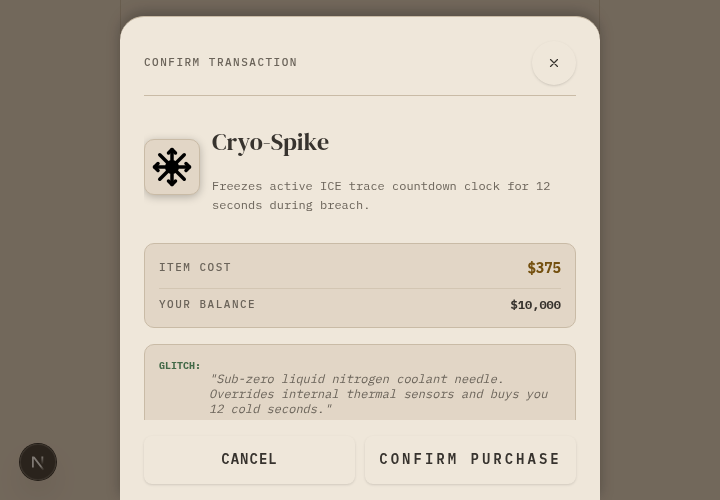 CONFIRM TRANSACTION
×
Cryo-Spike
Freezes active ICE trace countdown clock for 12
seconds during breach.
ITEM COST $375
YOUR BALANCE $10,000
GLITCH:
"Sub-zero liquid nitrogen coolant needle.
Overrides internal thermal sensors and buys you
12 cold seconds."
CANCEL CONFIRM PURCHASE
N